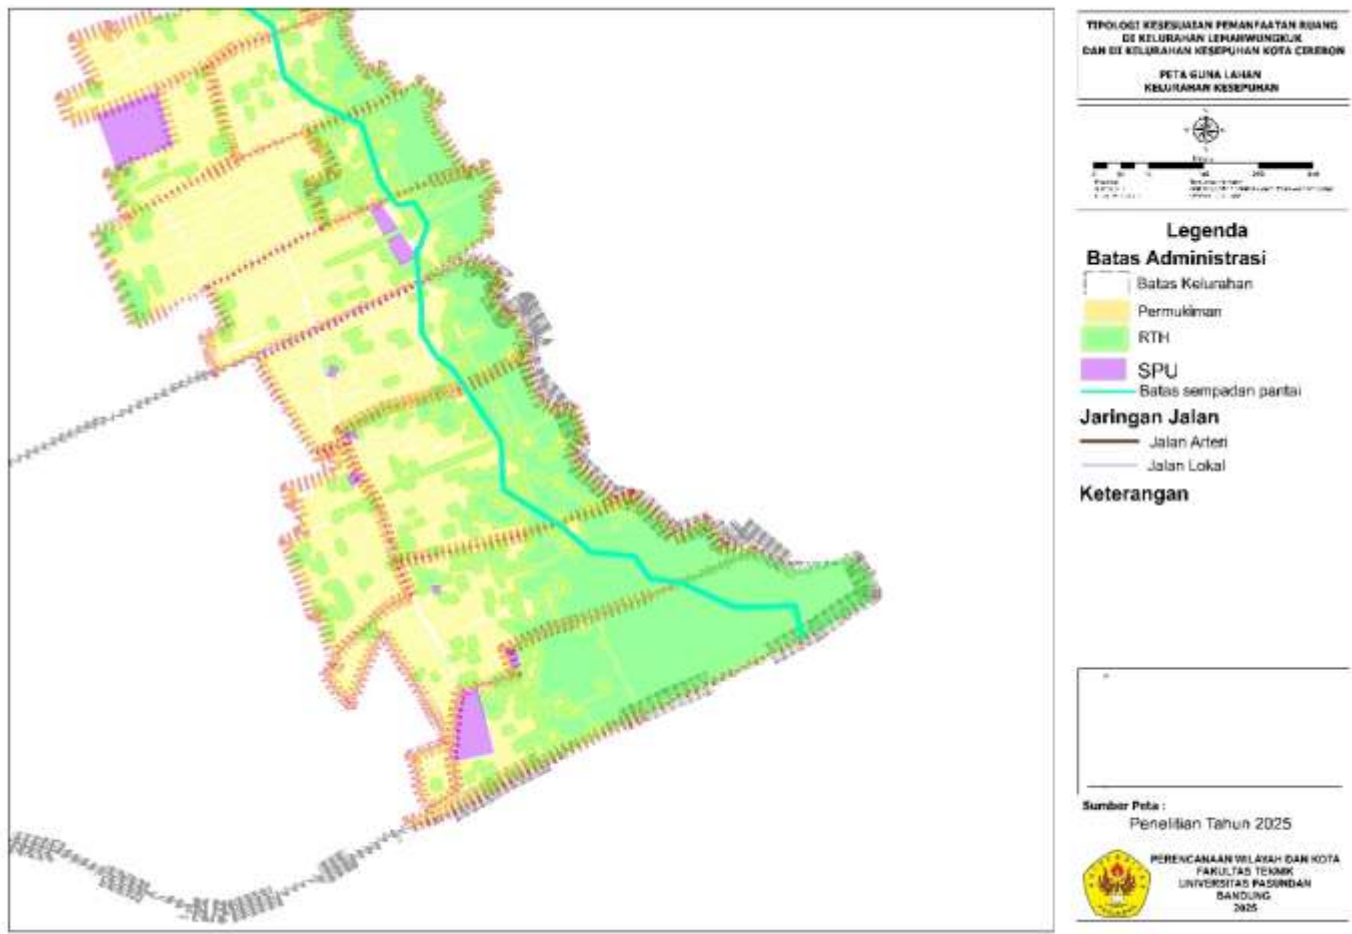 TIPOLOGI KESESUAIAN PEMANFAATAN RUANG
DI KELURAHAN LEMAHWUNGKUK
DAN DI KELURAHAN KESEPUHAN KOTA CIREBON
PETA GUNA LAHAN
KELURAHAN KESEPUHAN
Legenda
Batas Administrasi
Batas Kelurahan
Permukiman
RTH
SPU
Batas sempadan pantai
Jaringan Jalan
Jalan Arteri
Jalan Lokal
Keterangan
Sumber Peta :
Penelitian Tahun 2025
PERENCANAAN WILAYAH DAN KOTA
FAKULTAS TEKNIK
UNIVERSITAS PASUNDAN
BANDUNG
2025